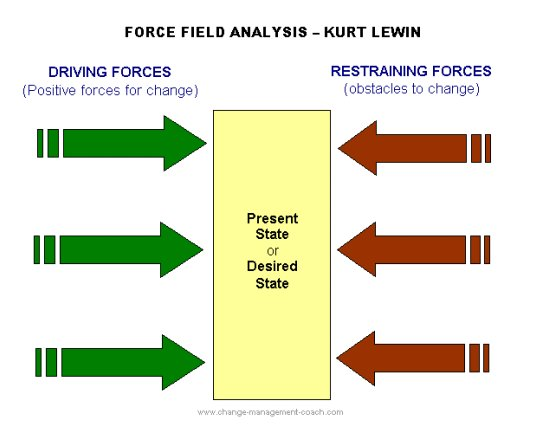 FORCE FIELD ANALYSIS – KURT LEWIN
DRIVING FORCES
(Positive forces for change)
RESTRAINING FORCES
(obstacles to change)
Present
State
or
Desired
State
www.change-management-coach.com